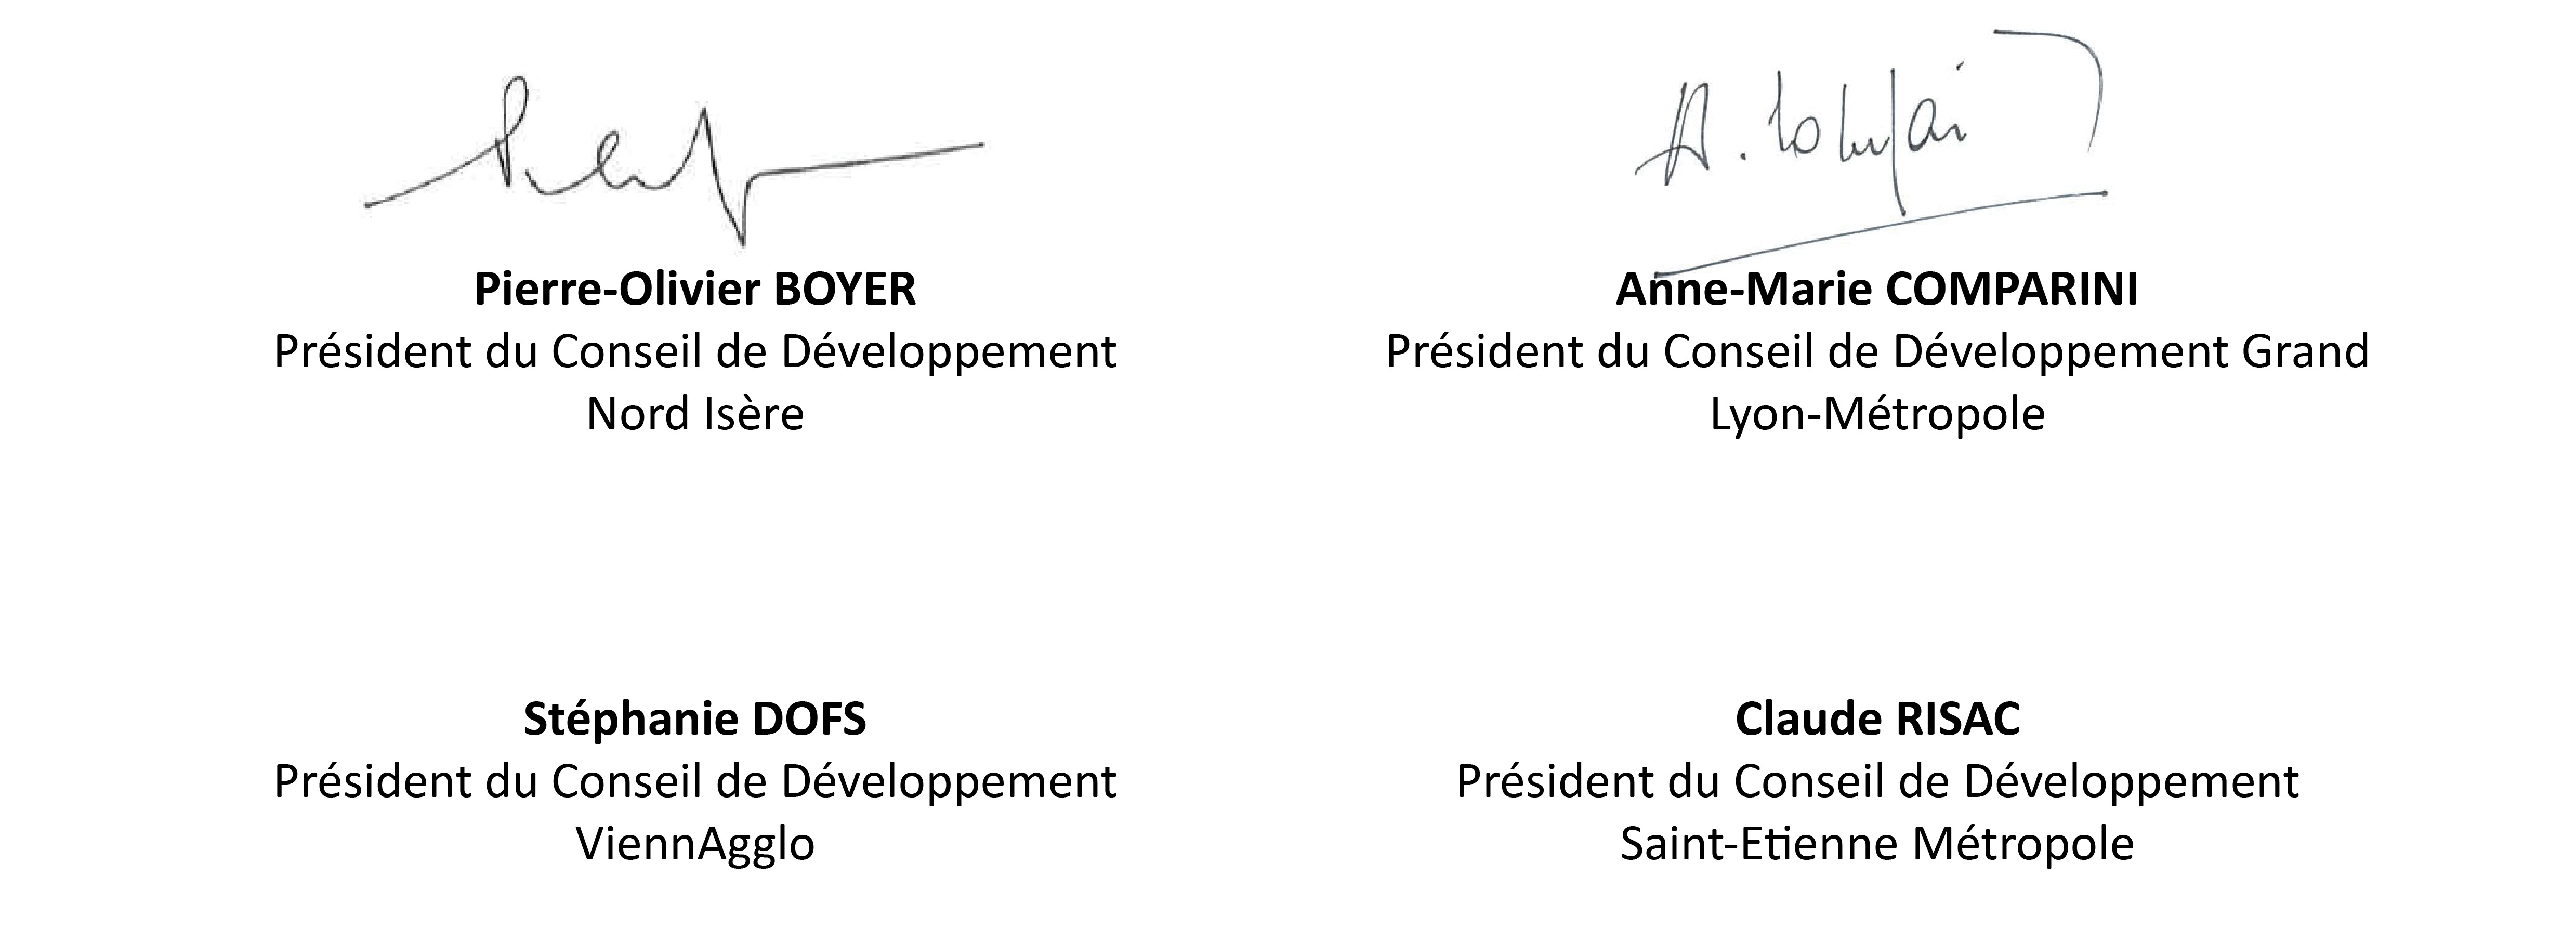 Pierre-Olivier BOYER
Président du Conseil de Développement
Nord Isère
A. Comparini
Anne-Marie COMPARINI
Président du Conseil de Développement Grand
Lyon-Métropole
Stéphanie DOFS
Président du Conseil de Développement
ViennAgglo
Claude RISAC
Président du Conseil de Développement
Saint-Etienne Métropole